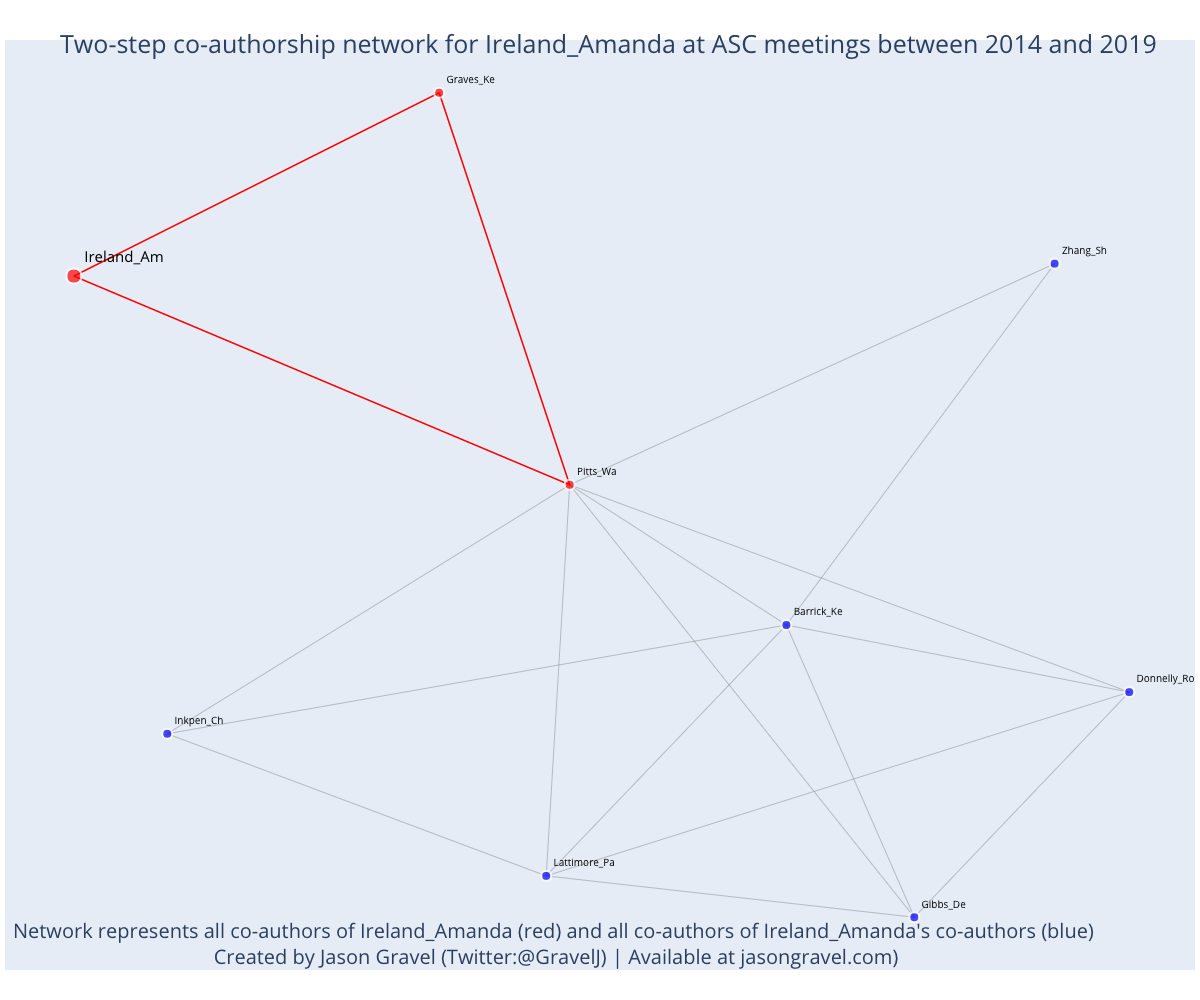 Two-step co-authorship network for Ireland_Amanda at ASC meetings between 2014 and 2019
Graves_Ke
Ireland_Am
Zhang_Sh
Pitts_Wa
Barrick_Ke
Donnelly_Ro
Inkpen_Ch
Lattimore_Pa
Gibbs_De
Network represents all co-authors of Ireland_Amanda (red) and all co-authors of Ireland_Amanda's co-authors (blue)
Created by Jason Gravel (Twitter:@GravelJ) | Available at jasongravel.com)